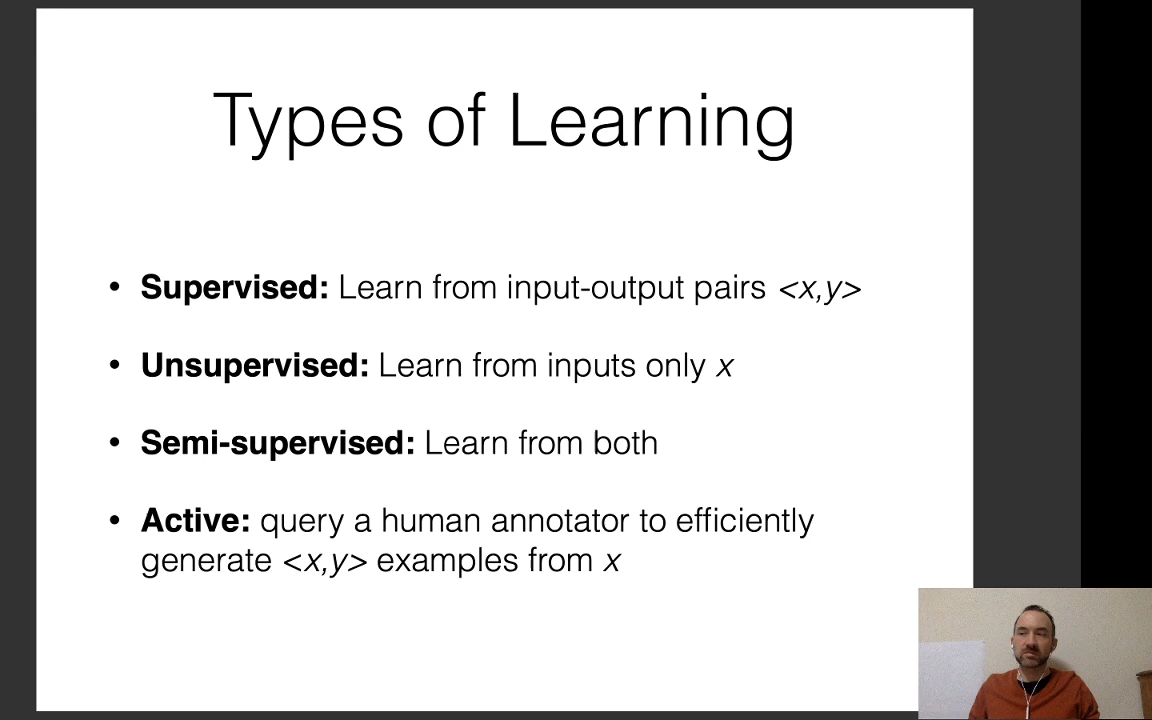 Types of Learning
• Supervised: Learn from input-output pairs <x,y>
• Unsupervised: Learn from inputs only x
• Semi-supervised: Learn from both
• Active: query a human annotator to efficiently
generate <x,y> examples from x